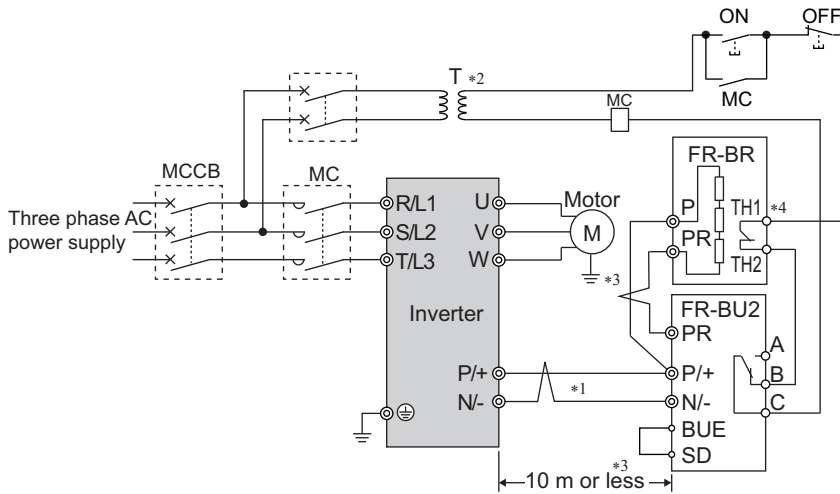 ON
OFF
T *2
MC
MC
FR-BR
MCCB
MC
R/L1
U
Motor
P
TH1
*4
Three phase AC
power supply
S/L2
V
M
PR
T/L3
W
*3
TH2
FR-BU2
Inverter
PR
A
P/+
P/+
B
N/-
*1
N/-
C
BUE
SD
*3
10 m or less